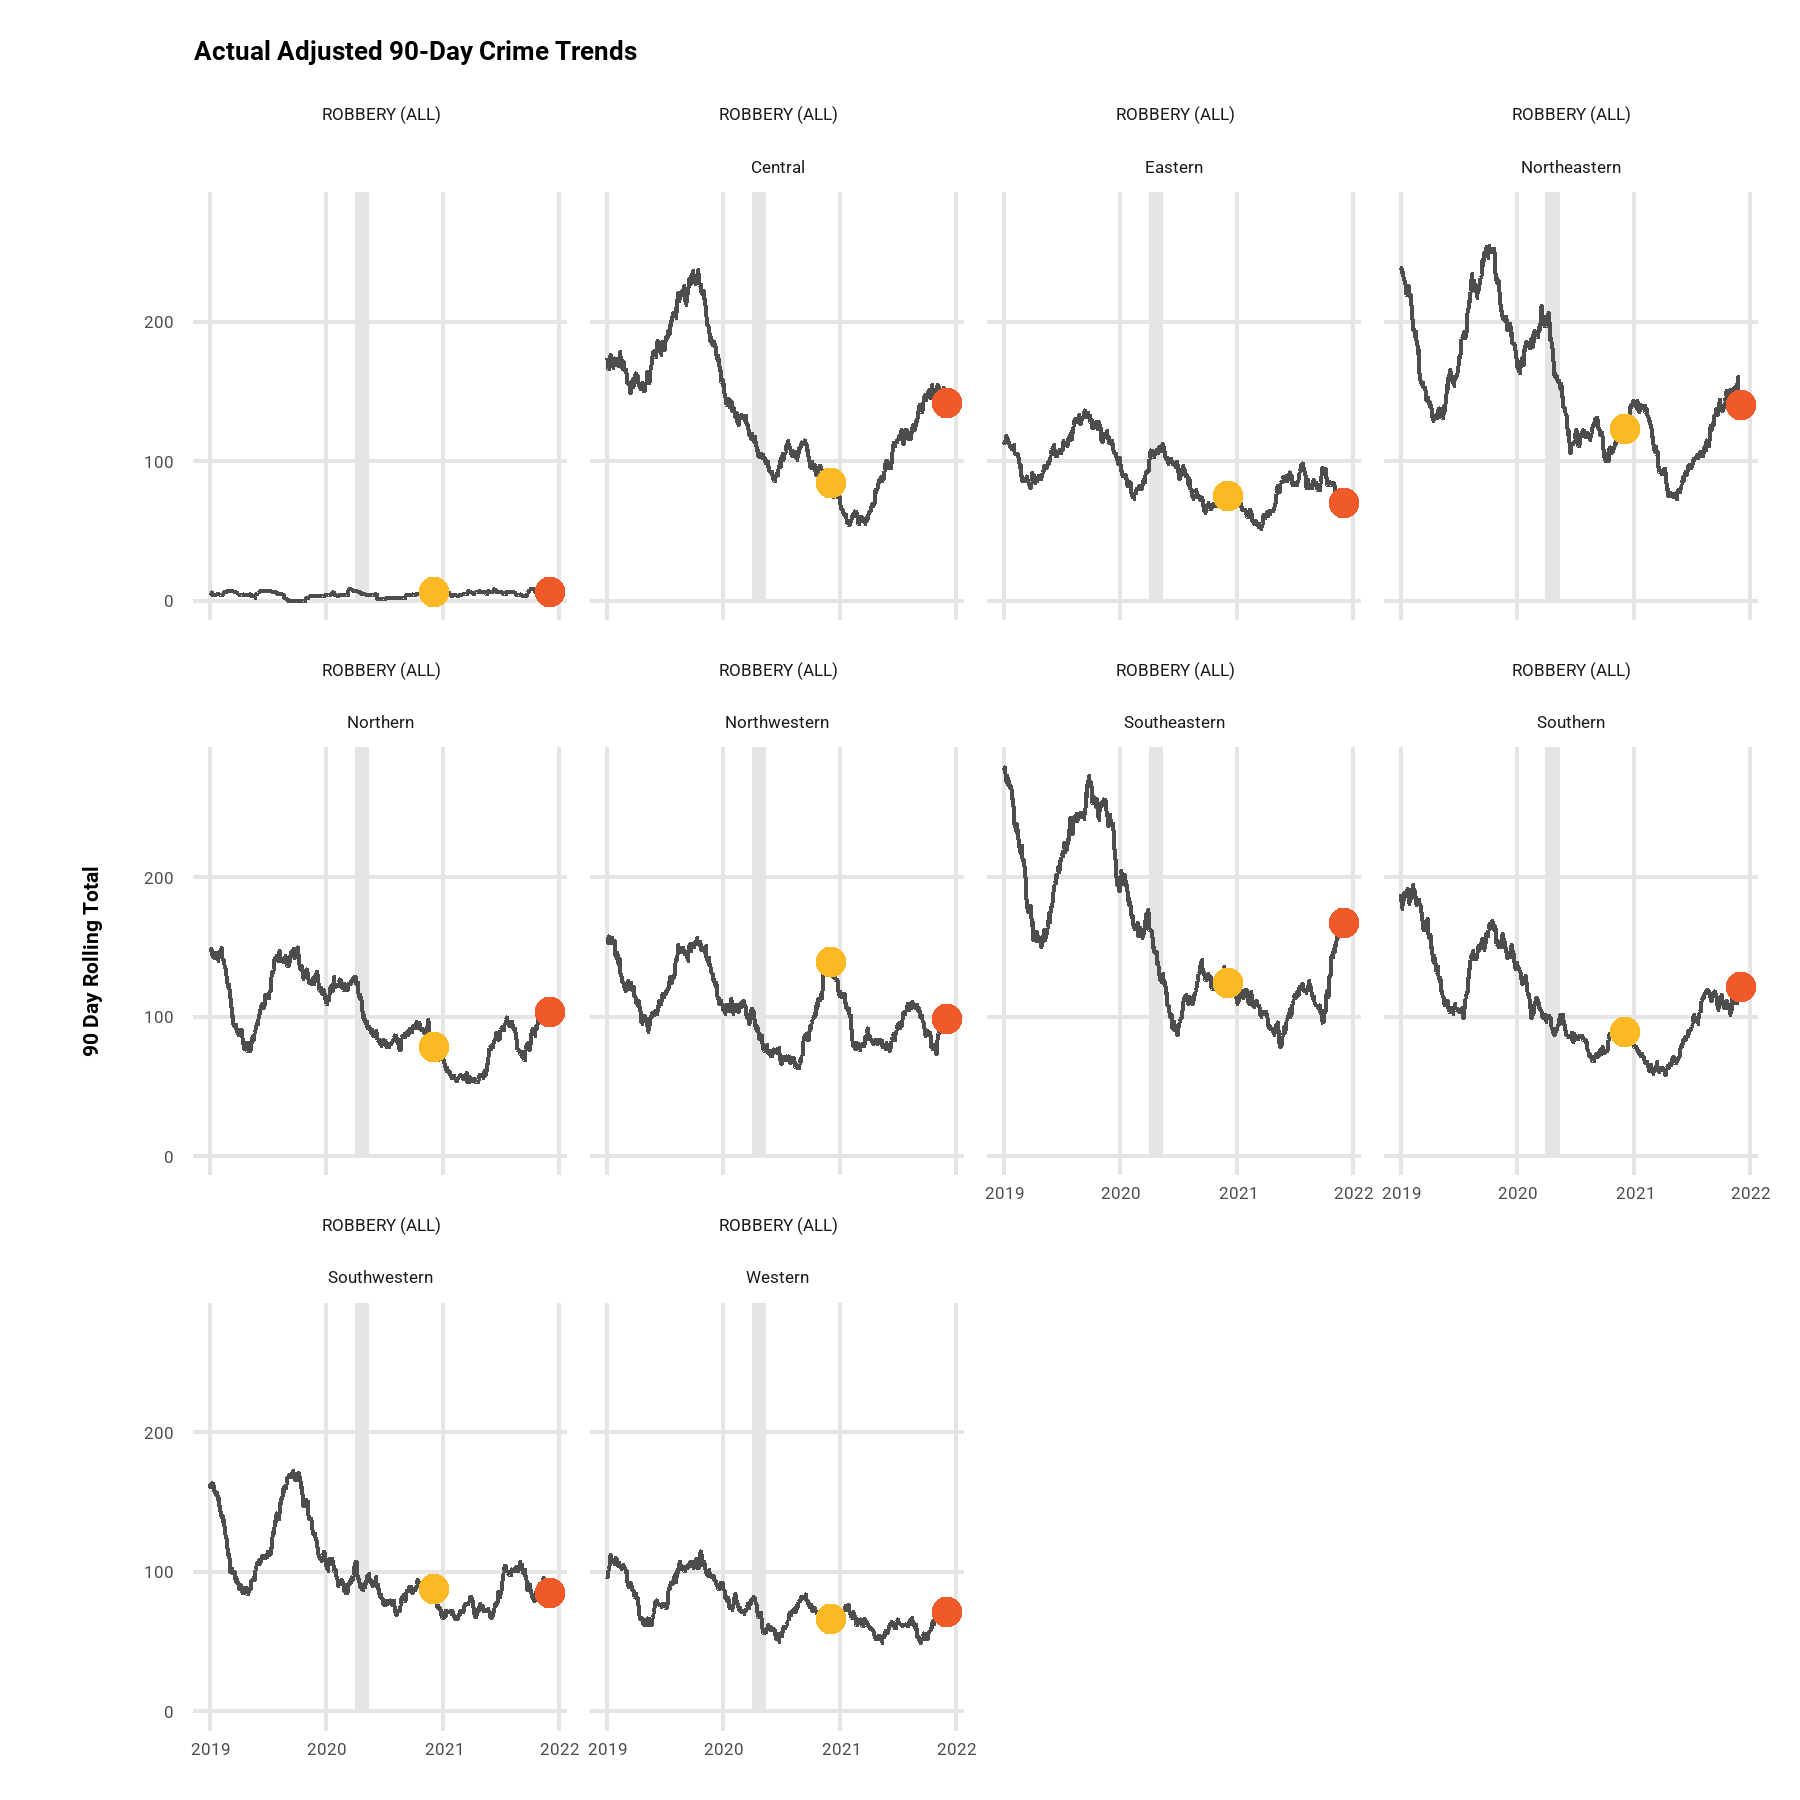 Actual Adjusted 90-Day Crime Trends
ROBBERY (ALL)
ROBBERY (ALL)
ROBBERY (ALL)
ROBBERY (ALL)
Central
Eastern
Northeastern
200
100
0
ROBBERY (ALL)
ROBBERY (ALL)
ROBBERY (ALL)
ROBBERY (ALL)
Northern
Northwestern
Southeastern
Southern
90 Day Rolling Total
200
100
0
2019
2020
2021
2022
2019
2020
2021
2022
ROBBERY (ALL)
ROBBERY (ALL)
Southwestern
Western
200
100
0
2019
2020
2021
2022
2019
2020
2021
2022